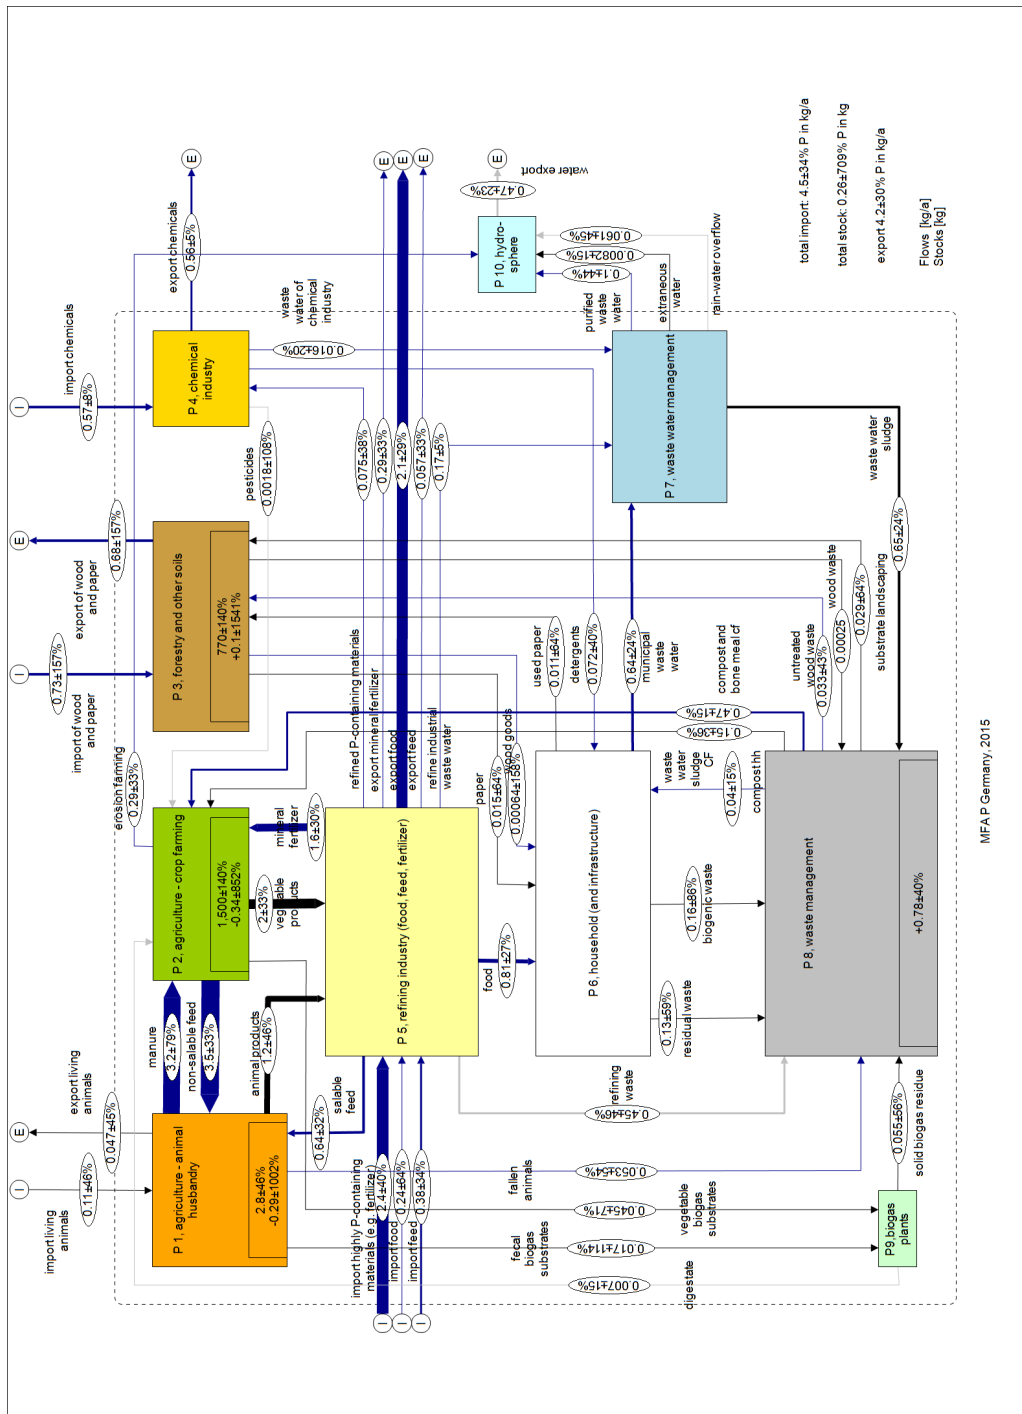 I
I
import living
animals
0.11±46%
E
export living
animals
0.047±45%
P 1, agriculture - animal
husbandry
2.8±46%
-0.29±1002%
manure
3.2±79%
non-salable feed
3.5±33%
animal products
1.2±46%
salable
feed
0.64±32%
P 2, agriculture - crop farming
1,500±140%
-0.34±852%
erosion farming
0.29±33%
mineral
fertilizer
1.6±30%
2±33%
vegetable
products
import of wood
and paper
0.73±157%
E
export of wood
and paper
0.68±157%
P 3, forestry and other soils
770±140%
+0.1±1541%
pesticides
0.0018±108%
I
import chemicals
0.57±8%
P 4, chemical
industry
export chemicals
0.56±5%
E
waste
water of
chemical
industry
0.016±20%
import highly P-containing
materials (e.g. fertilizer)
2.4±40%
import food
0.24±64%
import feed
0.38±34%
I
I
I
P 5, refining industry (food, feed, fertilizer)
refined P-containing materials
0.075±38%
export mineral fertilizer
0.29±33%
export food
2.1±29%
export feed
0.057±33%
refine industrial
waste water
0.17±5%
E
E
E
P 10, hydro-
sphere
0.47±23%
water export
E
purified
waste
water
0.1±44%
extraneous
water
0.0082±15%
rain-water overflow
0.061±45%
paper
0.015±64%
wood goods
0.00064±158%
used paper
0.011±64%
detergents
0.072±40%
food
0.81±27%
P 6, household (and infrastructure)
0.64±24%
municipal
waste
water
P 7, waste water management
waste water
sludge
0.65±24%
compost and
bone meal cf
0.47±15%
waste
water
sludge
CF
0.15±36%
compost hh
0.04±15%
untreated
wood waste
0.033±43%
wood waste
0.00025
substrate landscaping
0.029±64%
0.16±86%
biogenic waste
0.13±59%
residual waste
refining
waste
0.45±46%
P 8, waste management
+0.78±40%
fallen
animals
0.053±54%
vegetable
biogas
substrates
0.045±71%
fecal
biogas
substrates
0.017±114%
digestate
0.007±15%
P9, biogas
plants
solid biogas residue
0.055±56%
total import: 4.5±34% P in kg/a
total stock: 0.26±709% P in kg
export 4.2±30% P in kg/a
Flows [kg/a]
Stocks [kg]
MFA P Germany, 2015